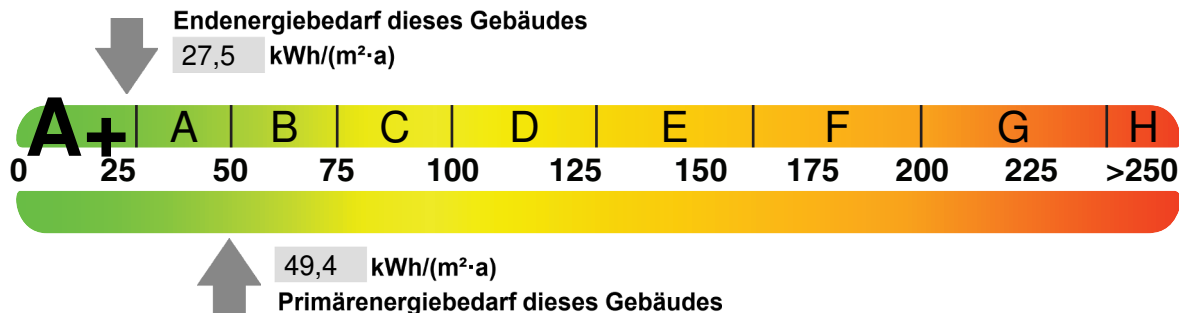 Endenergiebedarf dieses Gebäudes
27,5 kWh/(m²·a)
A+ A B C D E F G H
0 25 50 75 100 125 150 175 200 225 >250
49,4 kWh/(m²·a)
Primärenergiebedarf dieses Gebäudes